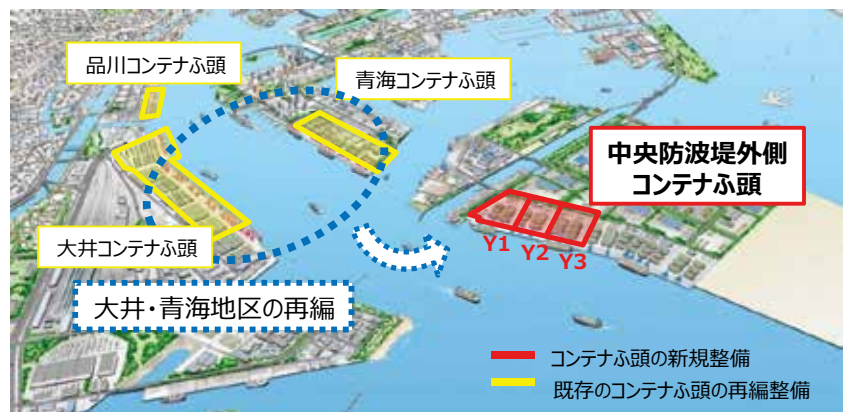 品川コンテナふ頭
青海コンテナふ頭
中央防波堤外側
コンテナふ頭
Y1
Y2
Y3
大井コンテナふ頭
大井・青海地区の再編
コンテナふ頭の新規整備
既存のコンテナふ頭の再編整備